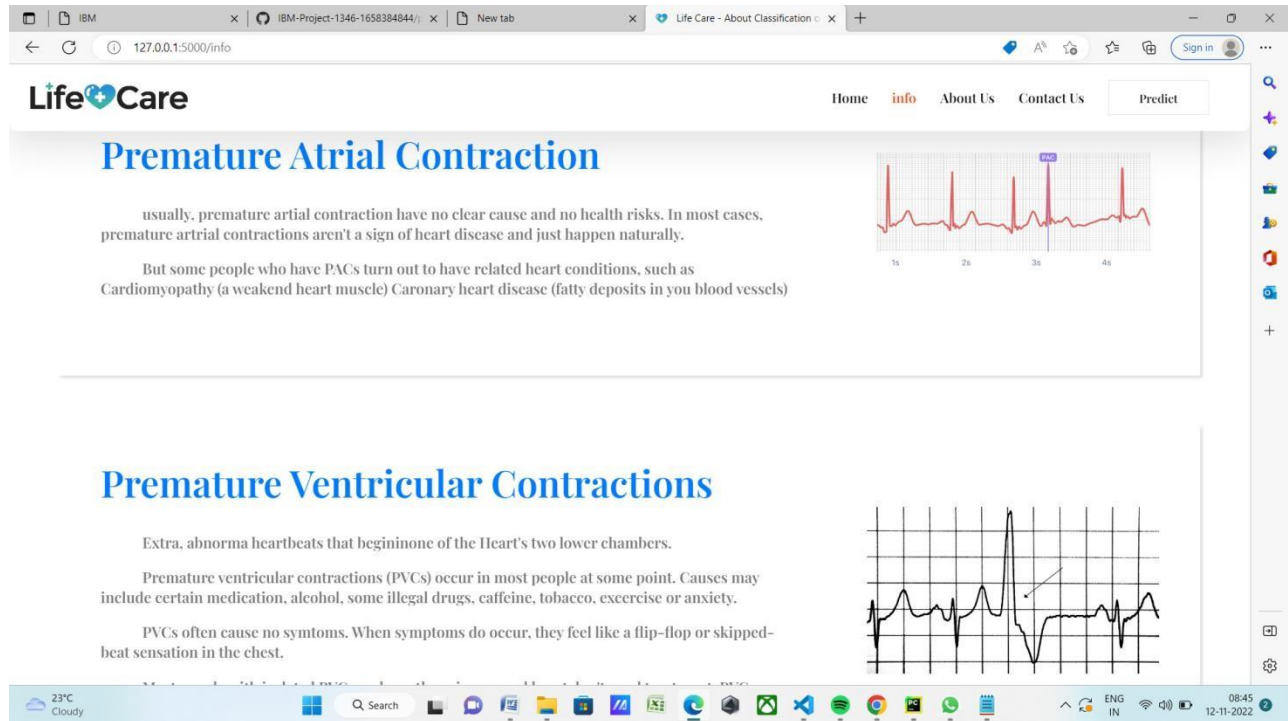 IBM
IBM-Project-1346-1658384844/
New tab
Life Care - About Classification o
127.0.0.1:5000/info
Sign in
Life Care
Home info About Us Contact Us Predict
Premature Atrial Contraction
usually, premature artial contraction have no clear cause and no health risks. In most cases,
premature artrial contractions aren't a sign of heart disease and just happen naturally.
But some people who have PACs turn out to have related heart conditions, such as
Cardiomyopathy (a weakend heart muscle) Caronary heart disease (fatty deposits in you blood vessels)
PAC
1s 2s 3s 4s
Premature Ventricular Contractions
Extra, abnorma heartbeats that begininone of the Heart's two lower chambers.
Premature ventricular contractions (PVCs) occur in most people at some point. Causes may
include certain medication, alcohol, some illegal drugs, caffeine, tobacco, excercise or anxiety.
PVCs often cause no symtoms. When symptoms do occur, they feel like a flip-flop or skipped-
beat sensation in the chest.
23°C
Cloudy
Search
ENG
IN
08:45
12-11-2022
2